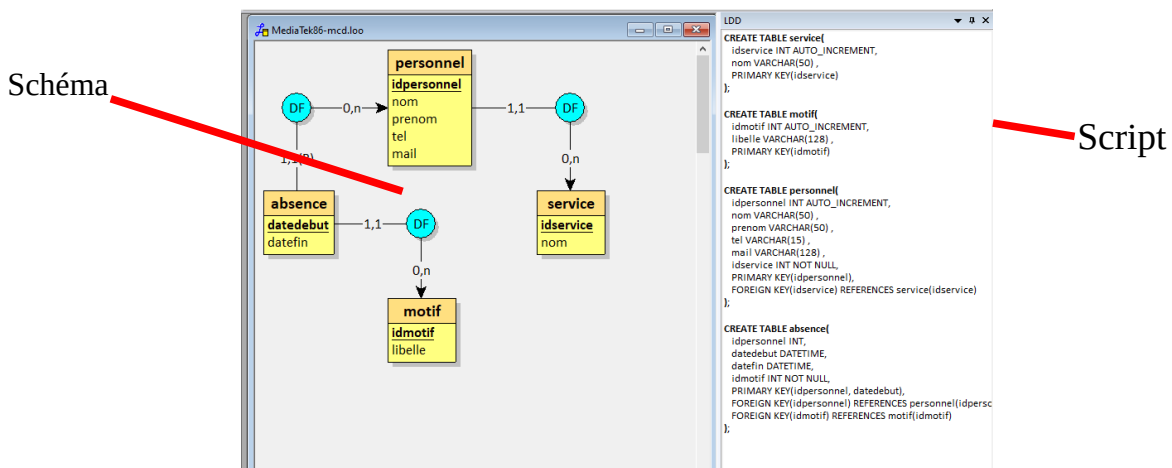 MediaTek86-mcd.loo
LDD
Schéma
Script
personnel
idpersonnel
nom
prenom
tel
mail
DF
0,n
1,1
DF
0,n
absence
datedebut
datefin
1,1
DF
0,n
service
idservice
nom
motif
idmotif
libelle
CREATE TABLE service(
idservice INT AUTO_INCREMENT,
nom VARCHAR(50) ,
PRIMARY KEY(idservice)
);
CREATE TABLE motif(
idmotif INT AUTO_INCREMENT,
libelle VARCHAR(128) ,
PRIMARY KEY(idmotif)
);
CREATE TABLE personnel(
idpersonnel INT AUTO_INCREMENT,
nom VARCHAR(50) ,
prenom VARCHAR(50) ,
tel VARCHAR(15) ,
mail VARCHAR(128) ,
idservice INT NOT NULL,
PRIMARY KEY(idpersonnel),
FOREIGN KEY(idservice) REFERENCES service(idservice)
);
CREATE TABLE absence(
idpersonnel INT,
datedebut DATETIME,
datefin DATETIME,
idmotif INT NOT NULL,
PRIMARY KEY(idpersonnel, datedebut),
FOREIGN KEY(idpersonnel) REFERENCES personnel(idpersc
FOREIGN KEY(idmotif) REFERENCES motif(idmotif)
);